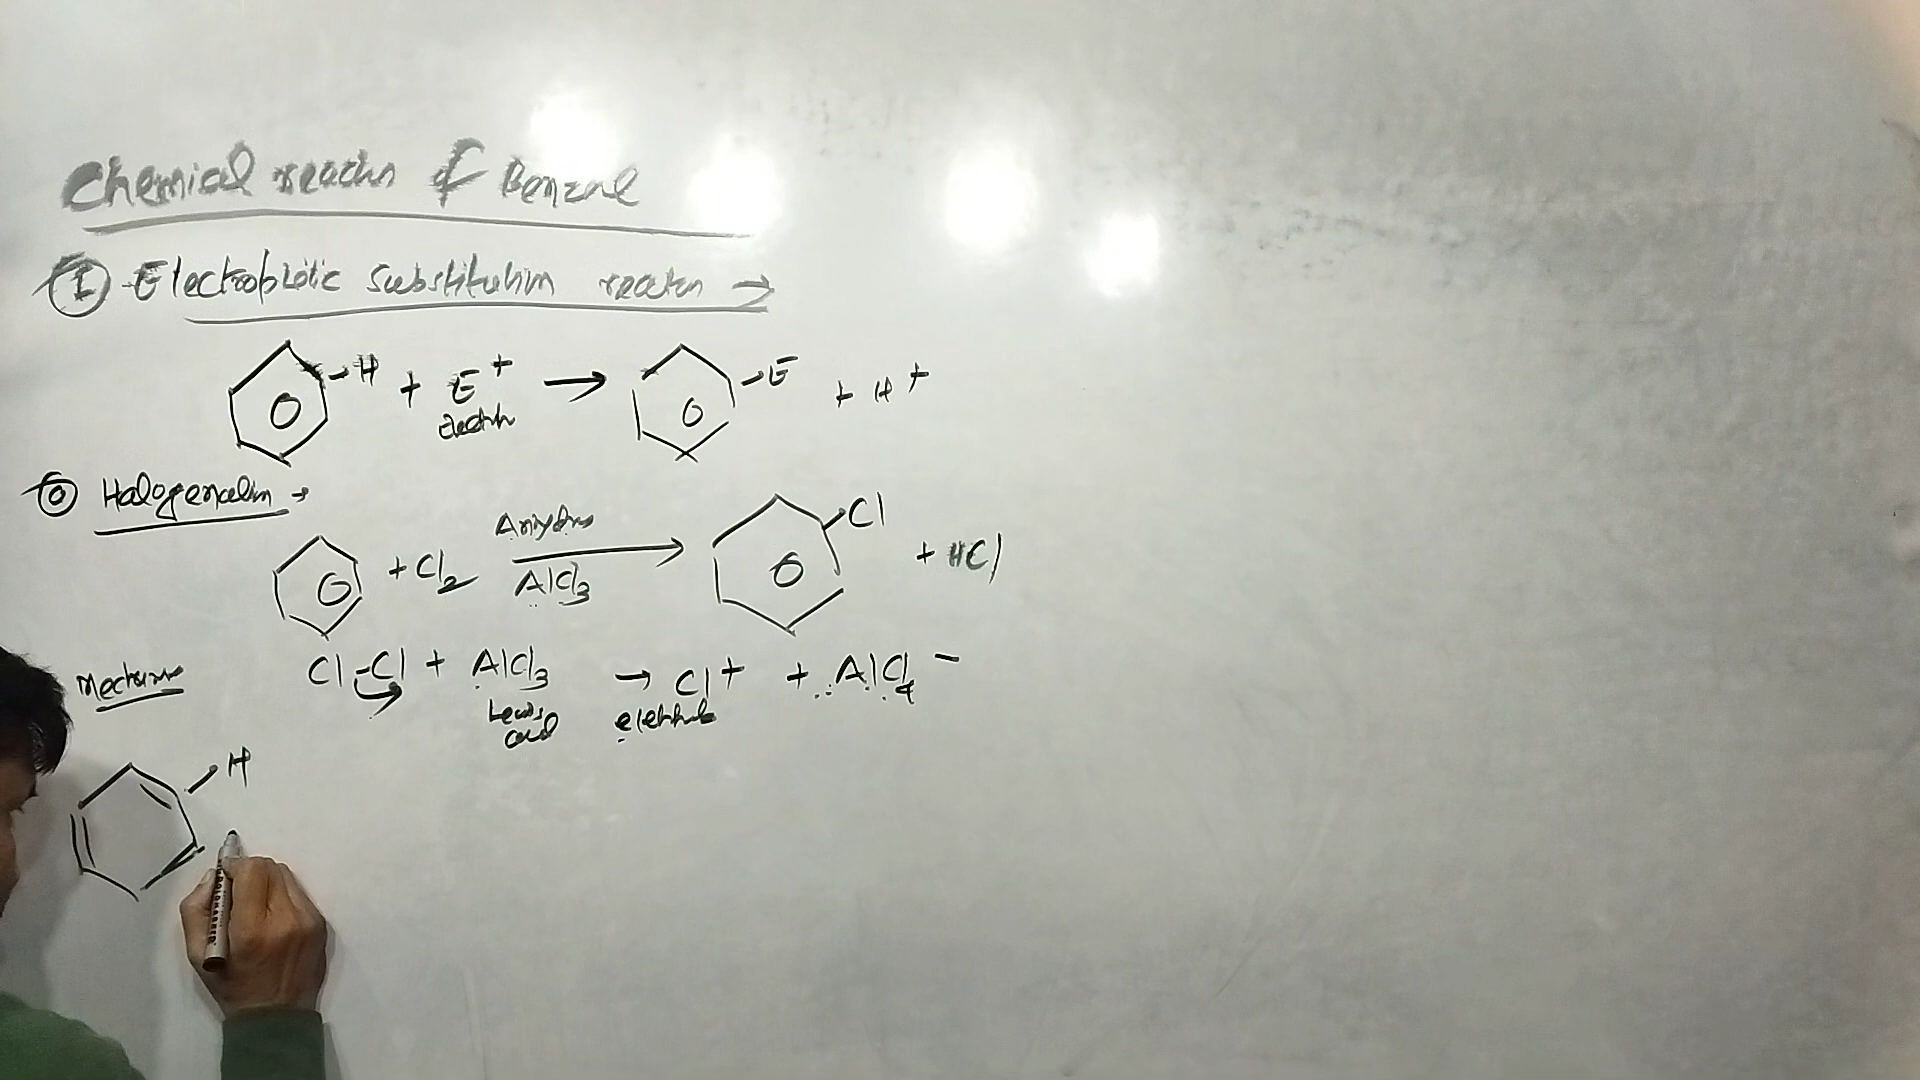 Chemical reactn of Benzene
(I) Electrophilic substitution reactn →
H + E+ → E + H+
Halogenation →
+ Cl2 Anhydrous AlCl3 → Cl + HCl
Mechanism Cl-Cl + AlCl3 → Cl+ + AlCl4-
Lewis acid electrophile
H